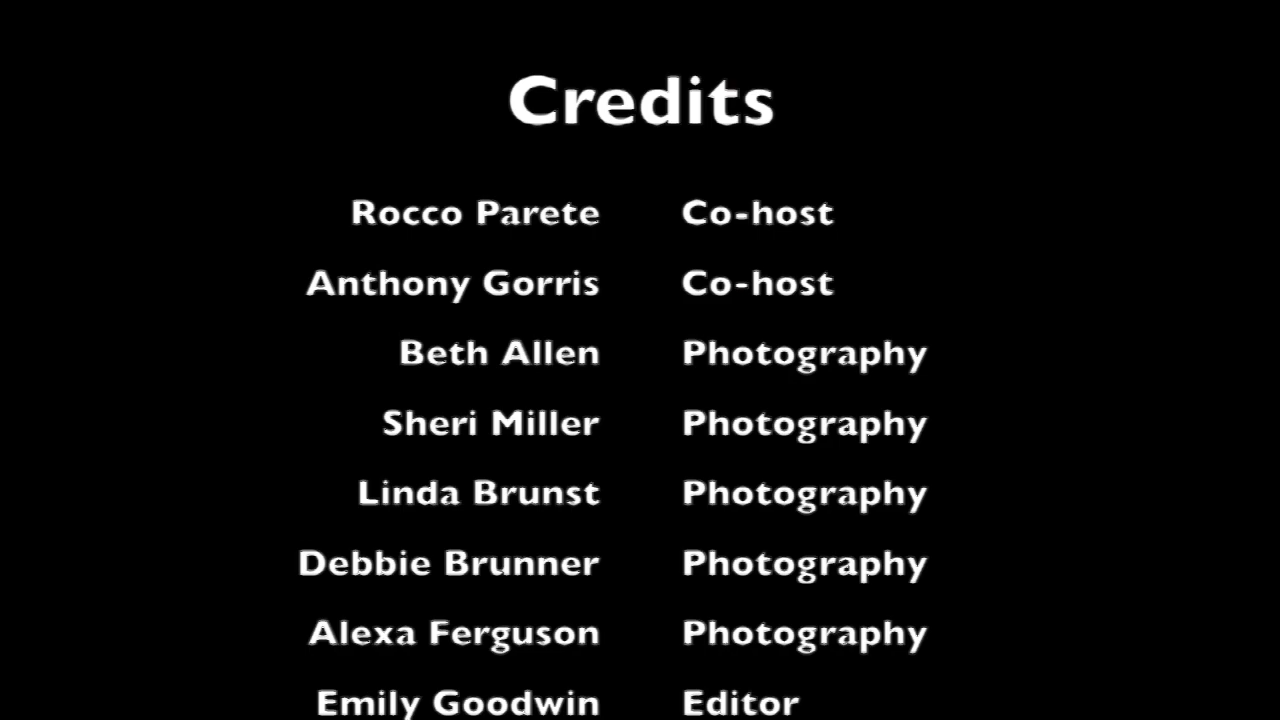 Credits
Rocco Parete Co-host
Anthony Gorris Co-host
Beth Allen Photography
Sheri Miller Photography
Linda Brunst Photography
Debbie Brunner Photography
Alexa Ferguson Photography
Emily Goodwin Editor